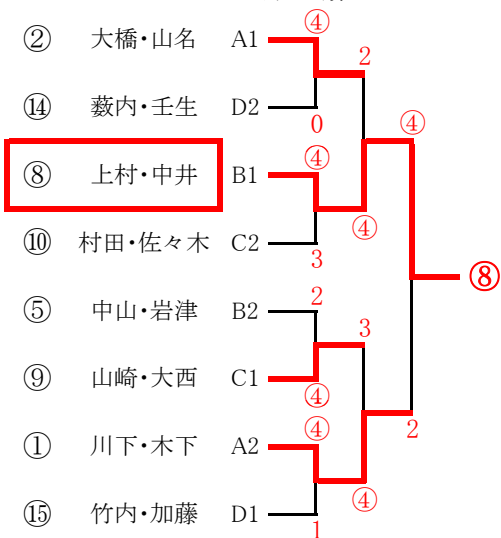 ④
② 大橋・山名 A1
2
⑭ 藪内・壬生 D2
0
④
④
⑧ 上村・中井 B1
④
⑩ 村田・佐々木 C2
3
⑧
⑤ 中山・岩津 B2
2
3
⑨ 山崎・大西 C1
④
④
① 川下・木下 A2
2
④
⑮ 竹内・加藤 D1
1